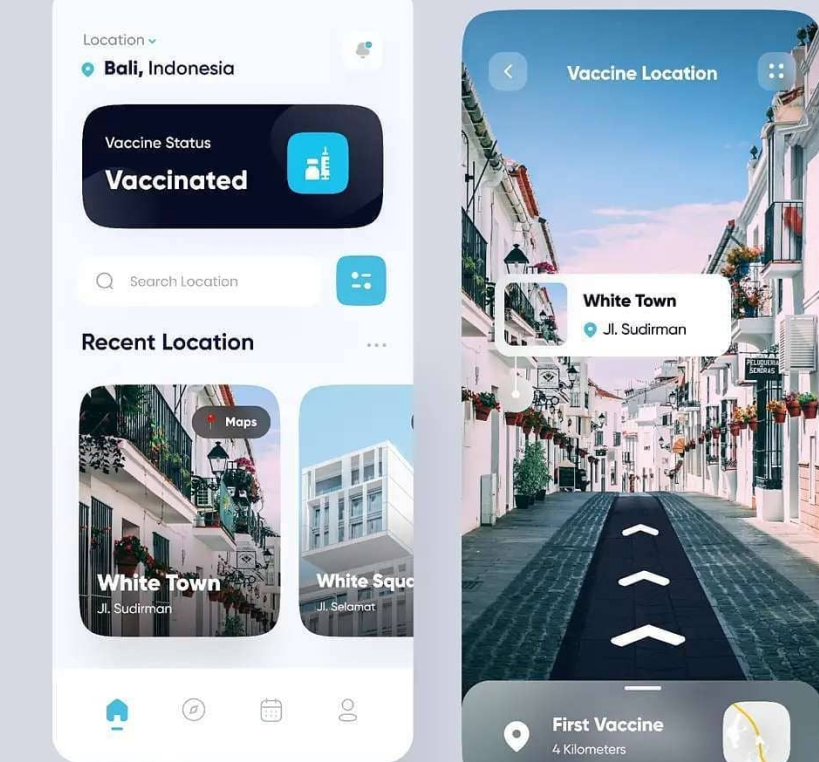 Location
Bali, Indonesia
Vaccine Status
Vaccinated
Search Location
Recent Location
Maps
White Town
Jl. Sudirman
White Squa
Jl. Selamat
Vaccine Location
White Town
Jl. Sudirman
PELUQUERIA
SEÑORAS
First Vaccine
4 Kilometers